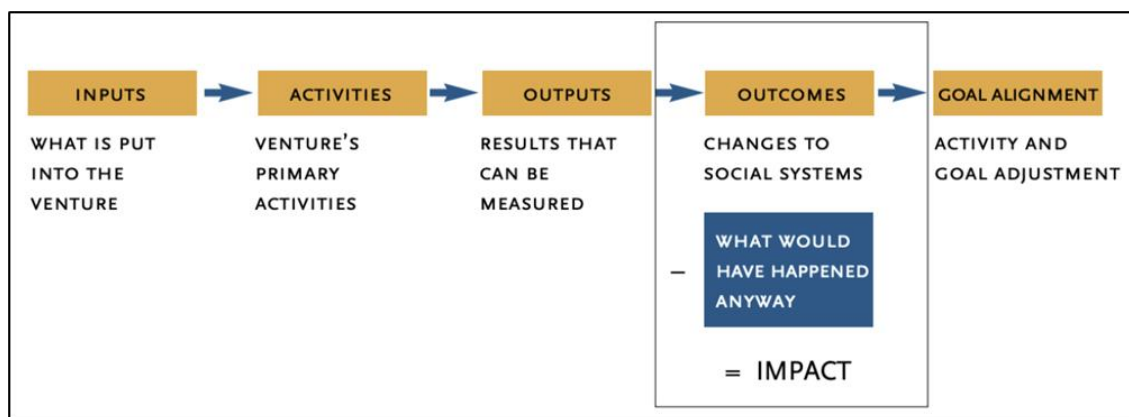 INPUTS
WHAT IS PUT
INTO THE
VENTURE
ACTIVITIES
VENTURE'S
PRIMARY
ACTIVITIES
OUTPUTS
RESULTS THAT
CAN BE
MEASURED
OUTCOMES
CHANGES TO
SOCIAL SYSTEMS
–
WHAT WOULD
HAVE HAPPENED
ANYWAY
= IMPACT
GOAL ALIGNMENT
ACTIVITY AND
GOAL ADJUSTMENT